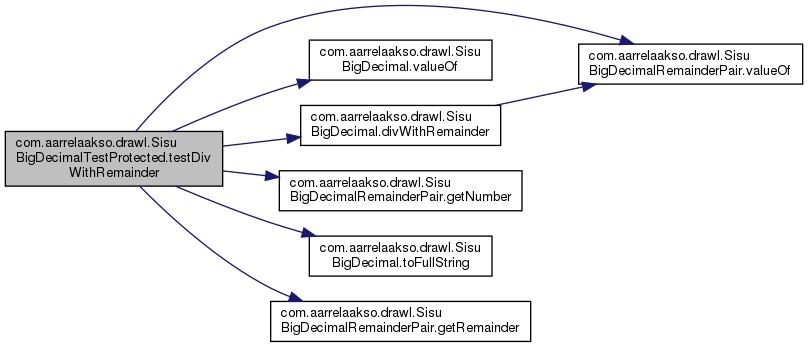 com.aarrelaakso.drawl.Sisu
BigDecimalTestProtected.testDiv
WithRemainder
com.aarrelaakso.drawl.Sisu
BigDecimal.valueOf
com.aarrelaakso.drawl.Sisu
BigDecimalRemainderPair.valueOf
com.aarrelaakso.drawl.Sisu
BigDecimal.divWithRemainder
com.aarrelaakso.drawl.Sisu
BigDecimalRemainderPair.getNumber
com.aarrelaakso.drawl.Sisu
BigDecimal.toFullString
com.aarrelaakso.drawl.Sisu
BigDecimalRemainderPair.getRemainder